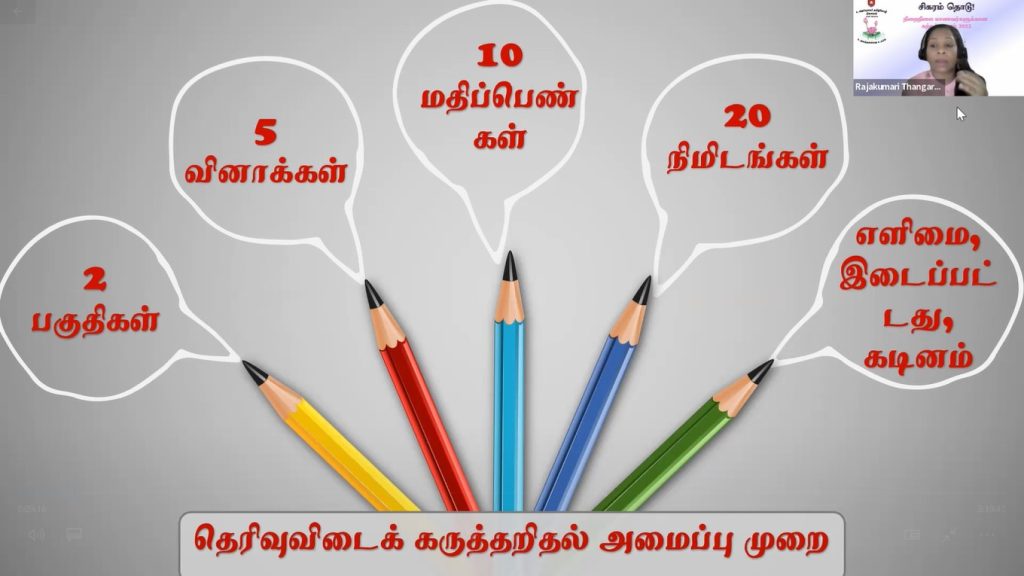 சிகரம் தொடு!
Rajakumari Thangar...
10
மதிப்பெண்
கள்
5
வினாக்கள்
20
நிமிடங்கள்
2
பகுதிகள்
எளிமை,
இடைப்பட்
டது,
கடினம்
தெரிவுவிடைக் கருத்தறிதல் அமைப்பு முறை